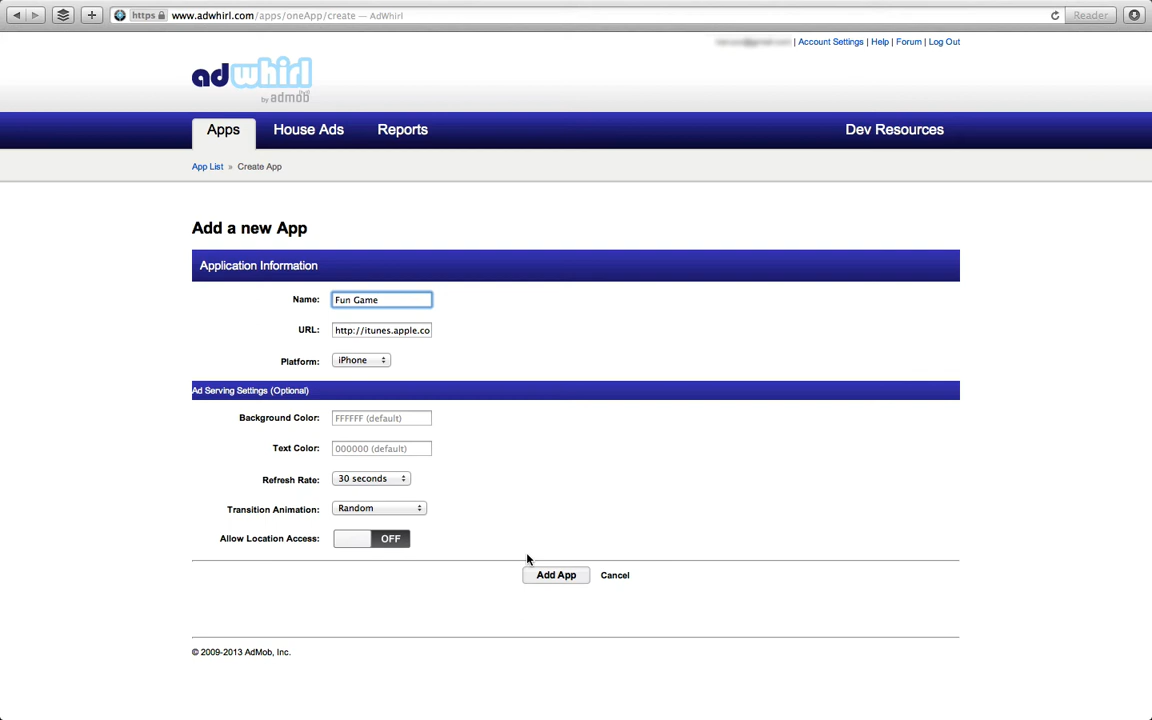 https www.adwhirl.com/apps/oneApp/create — AdWhirl Reader
| Account Settings | Help | Forum | Log Out
adwhirl
by admob
Apps House Ads Reports Dev Resources
App List » Create App
Add a new App
Application Information
Name: Fun Game
URL: http://itunes.apple.co
Platform: iPhone
Ad Serving Settings (Optional)
Background Color: FFFFFF (default)
Text Color: 000000 (default)
Refresh Rate: 30 seconds
Transition Animation: Random
Allow Location Access: OFF
Add App Cancel
© 2009-2013 AdMob, Inc.